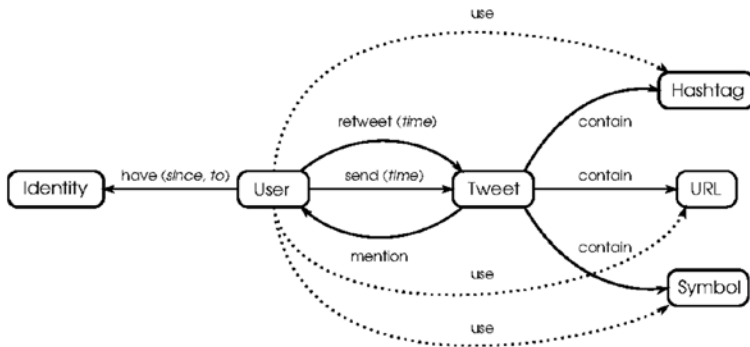 use
Hashtag
retweet (time)
contain
have (since, to)
send (time)
contain
Identity
User
Tweet
URL
mention
contain
use
Symbol
use